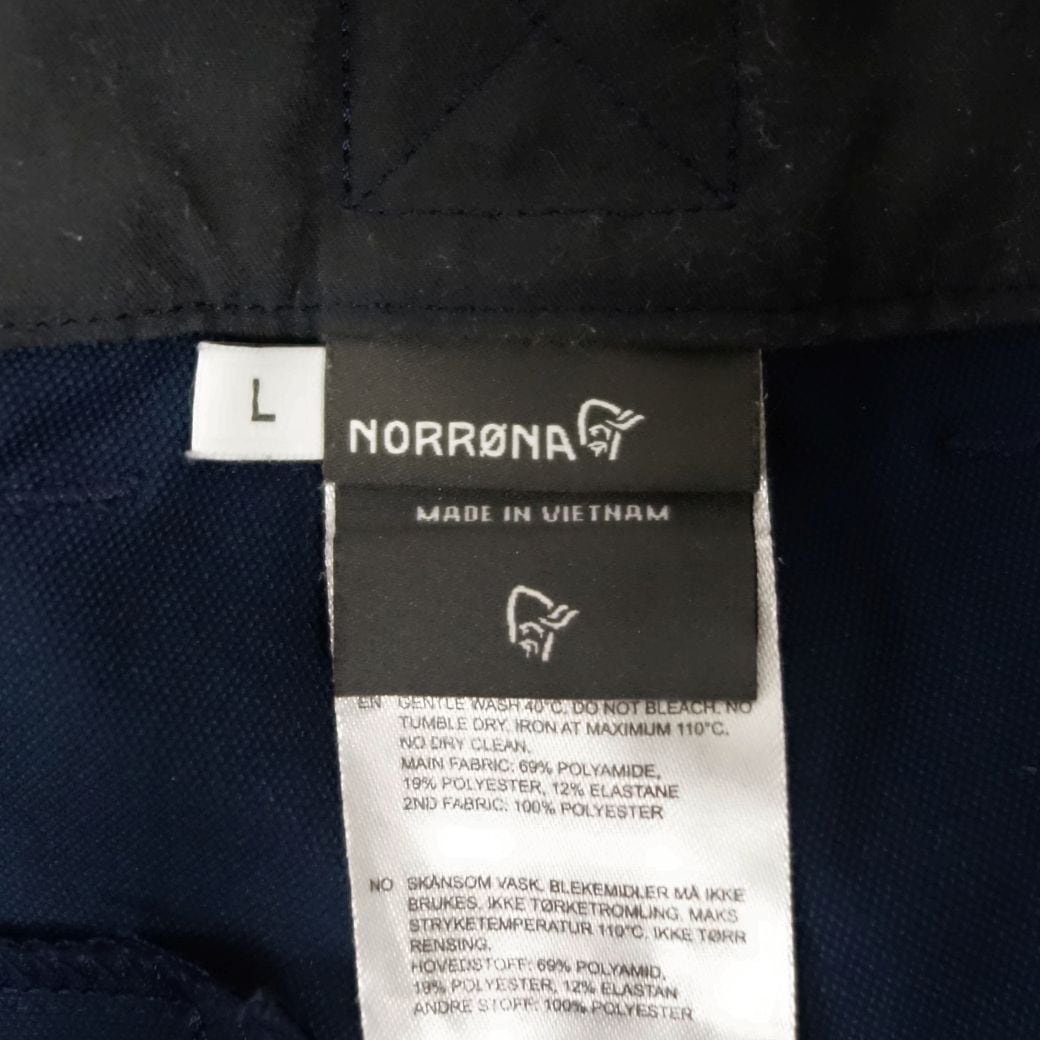 L
NORRØNA
MADE IN VIETNAM
EN GENTLE WASH 40°C. DO NOT BLEACH. NO
TUMBLE DRY. IRON AT MAXIMUM 110°C.
NO DRY CLEAN.
MAIN FABRIC: 69% POLYAMIDE,
19% POLYESTER, 12% ELASTANE
2ND FABRIC: 100% POLYESTER
NO SKÅNSOM VASK. BLEKEMIDLER MÅ IKKE
BRUKES. IKKE TØRKETROMLING. MAKS
STRYKETEMPERATUR 110°C. IKKE TØRR
RENSING.
HOVEDSTOFF: 69% POLYAMID,
19% POLYESTER, 12% ELASTAN
ANDRE STOFF: 100% POLYESTER